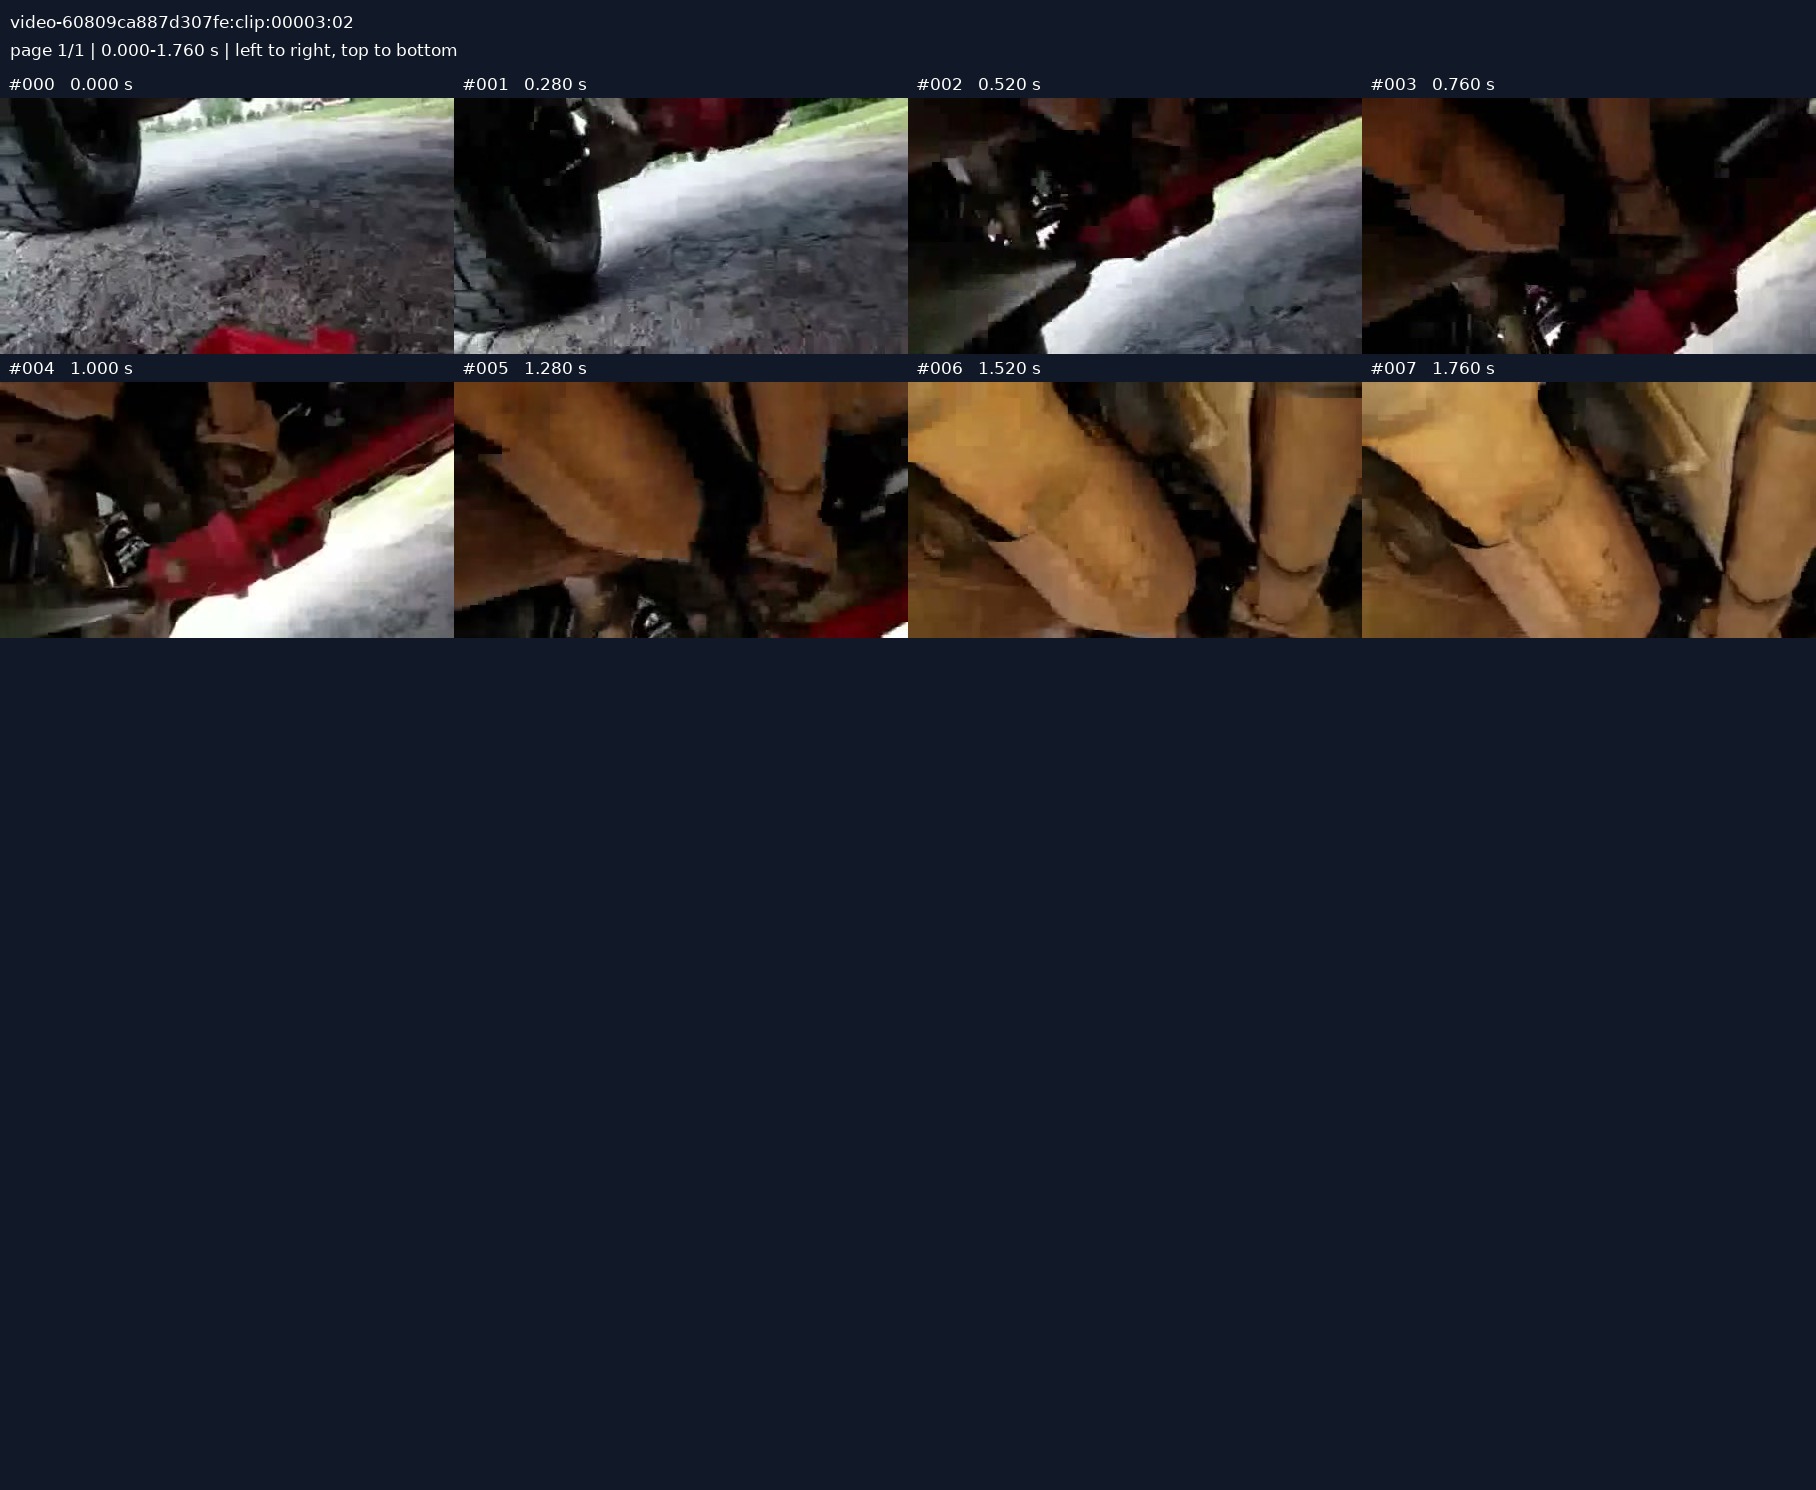 video-60809ca887d307fe:clip:00003:02
page 1/1 | 0.000-1.760 s | left to right, top to bottom
#000 0.000 s
#001 0.280 s
#002 0.520 s
#003 0.760 s
#004 1.000 s
#005 1.280 s
#006 1.520 s
#007 1.760 s